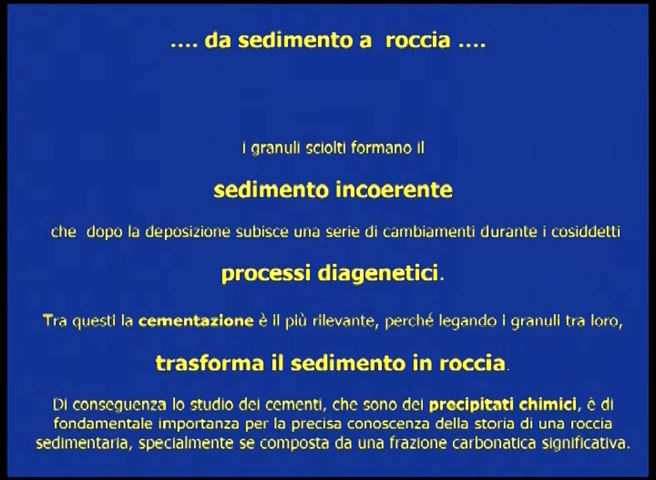 .... da sedimento a roccia ....
i granuli sciolti formano il
sedimento incoerente
che dopo la deposizione subisce una serie di cambiamenti durante i cosiddetti
processi diagenetici.
Tra questi la cementazione è il più rilevante, perché legando i granuli tra loro,
trasforma il sedimento in roccia.
Di conseguenza lo studio dei cementi, che sono dei precipitati chimici, è di
fondamentale importanza per la precisa conoscenza della storia di una roccia
sedimentaria, specialmente se composta da una frazione carbonatica significativa.